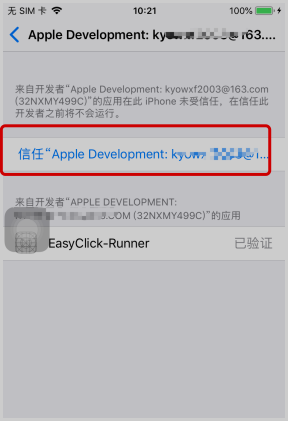 无 SIM 卡 10:21 100%
Apple Development: kyowxf2003@163....
来自开发者“Apple Development: kyowxf2003@163.com
(32NXMY499C)”的应用在此 iPhone 未受信任，在信任此
开发者之前将不会运行。
信任“Apple Development:
来自开发者“APPLE DEVELOPMENT:
.COM (32NXMY499C)”的应用
EasyClick-Runner 已验证